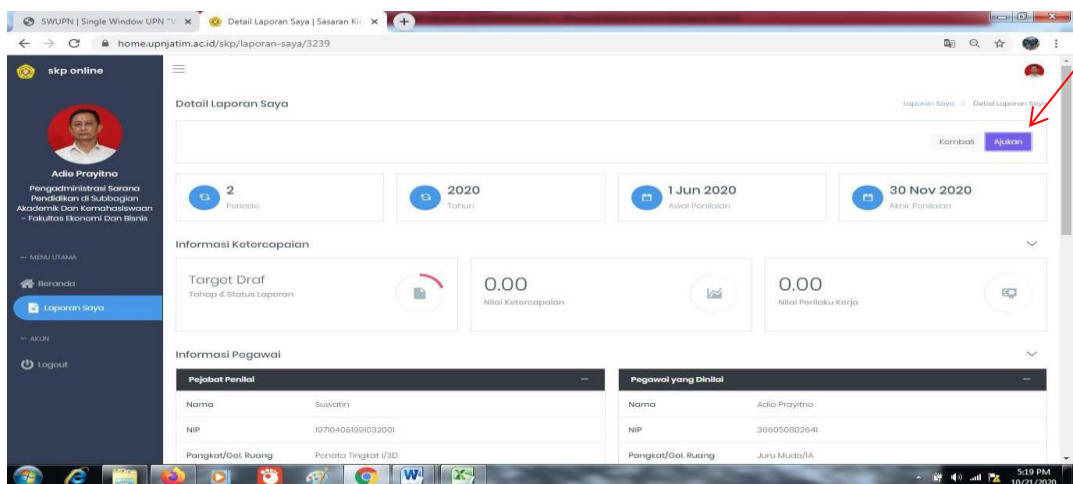 SWUPN | Single Window UPN "V
Detail Laporan Saya | Sasaran Kin
home.upnjatim.ac.id/skp/laporan-saya/3239
skp online
Adie Prayitno
Pengadministrasi Sarana
Pendidikan di Subbagian
Akademik Dan Kemahasiswaan
- Fakultas Ekonomi Dan Bisnis
MENU UTAMA
Beranda
Laporan Saya
AKUN
Logout
Detail Laporan Saya
Laporan Saya > Detail Laporan Saya
Kembali Ajukan
2
Periode
2020
Tahun
1 Jun 2020
Awal Penilaian
30 Nov 2020
Akhir Penilaian
Informasi Ketercapaian
Target Draf
Tahap & Status Laporan
0.00
Nilai Ketercapaian
0.00
Nilai Perilaku Kerja
Informasi Pegawai
Pejabat Penilai
Nama Suwatin
NIP 197104061991032001
Pangkat/Gol. Ruang Penata Tingkat I/3D
Pegawai yang Dinilai
Nama Adie Prayitno
NIP 366050802641
Pangkat/Gol. Ruang Juru Muda/1A
5:19 PM
10/21/2020